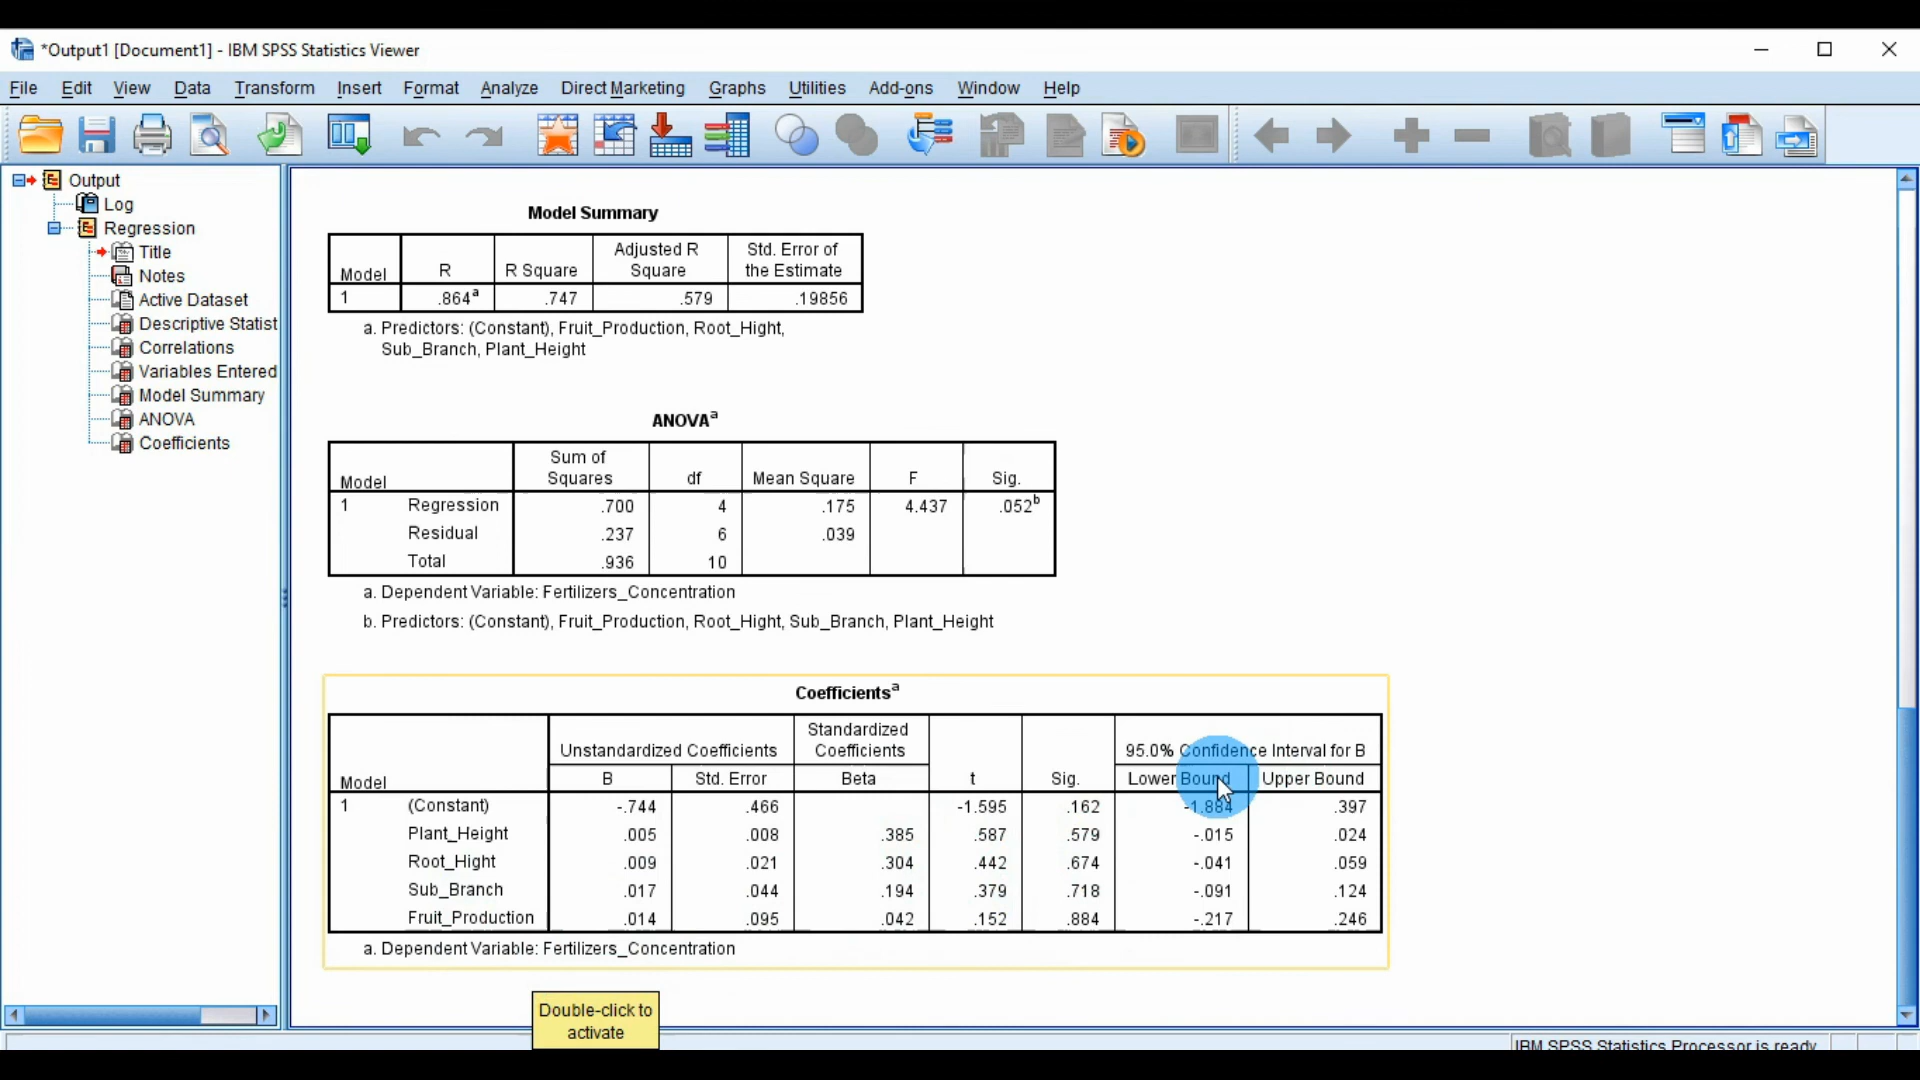 *Output1 [Document1] - IBM SPSS Statistics Viewer
File Edit View Data Transform Insert Format Analyze Direct Marketing Graphs Utilities Add-ons Window Help
Output
Log
Regression
Title
Notes
Active Dataset
Descriptive Statist
Correlations
Variables Entered
Model Summary
ANOVA
Coefficients
Model Summary
Model R R Square Adjusted R Square Std. Error of the Estimate
1 .864a .747 .579 .19856
a. Predictors: (Constant), Fruit_Production, Root_Hight,
Sub_Branch, Plant_Height
ANOVAa
Model Sum of Squares df Mean Square F Sig.
1 Regression .700 4 .175 4.437 .052b
Residual .237 6 .039
Total .936 10
a. Dependent Variable: Fertilizers_Concentration
b. Predictors: (Constant), Fruit_Production, Root_Hight, Sub_Branch, Plant_Height
Coefficientsa
Model Unstandardized Coefficients Standardized Coefficients t Sig. 95.0% Confidence Interval for B
B Std. Error Beta Lower Bound Upper Bound
1 (Constant) -.744 .466 -1.595 .162 -1.884 .397
Plant_Height .005 .008 .385 .587 .579 -.015 .024
Root_Hight .009 .021 .304 .442 .674 -.041 .059
Sub_Branch .017 .044 .194 .379 .718 -.091 .124
Fruit_Production .014 .095 .042 .152 .884 -.217 .246
a. Dependent Variable: Fertilizers_Concentration
Double-click to
activate
IBM SPSS Statistics Processor is ready